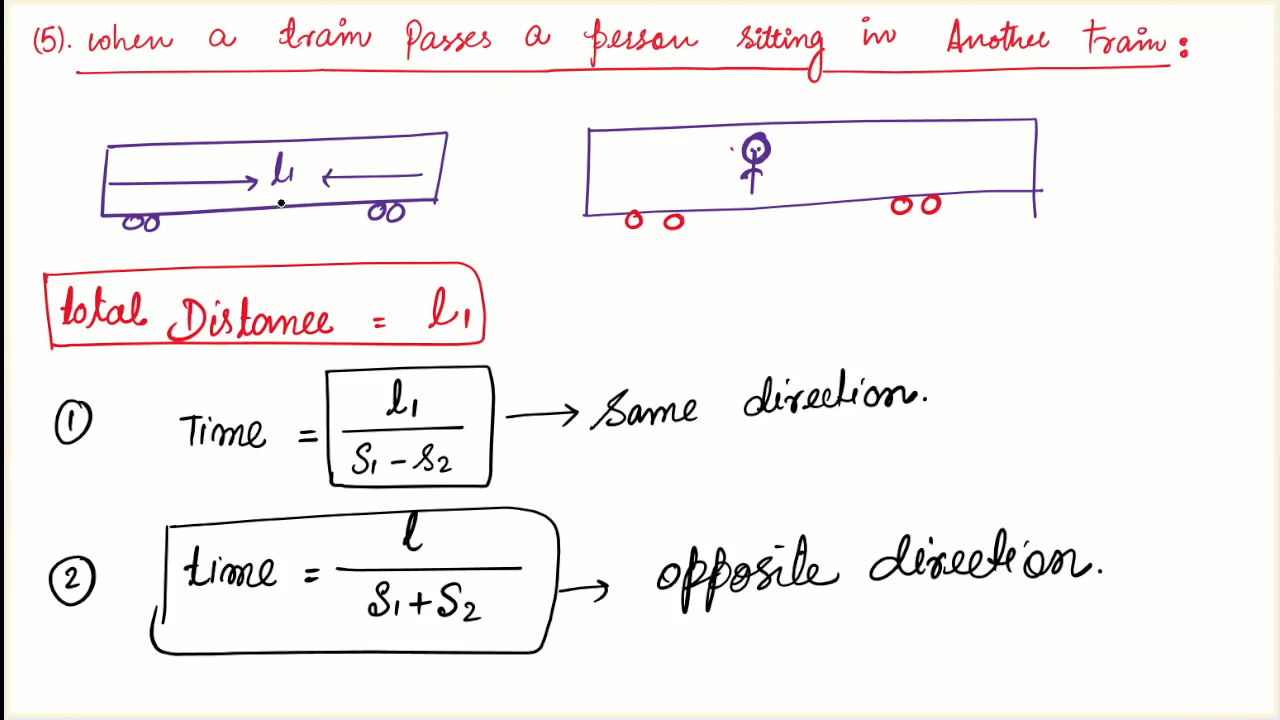 (5). when a train Passes a person sitting in Another train:
l₁
total Distance = l₁
① Time = l₁ / (S₁ - S₂) → Same direction.
② time = l / (S₁ + S₂) → opposite direction.